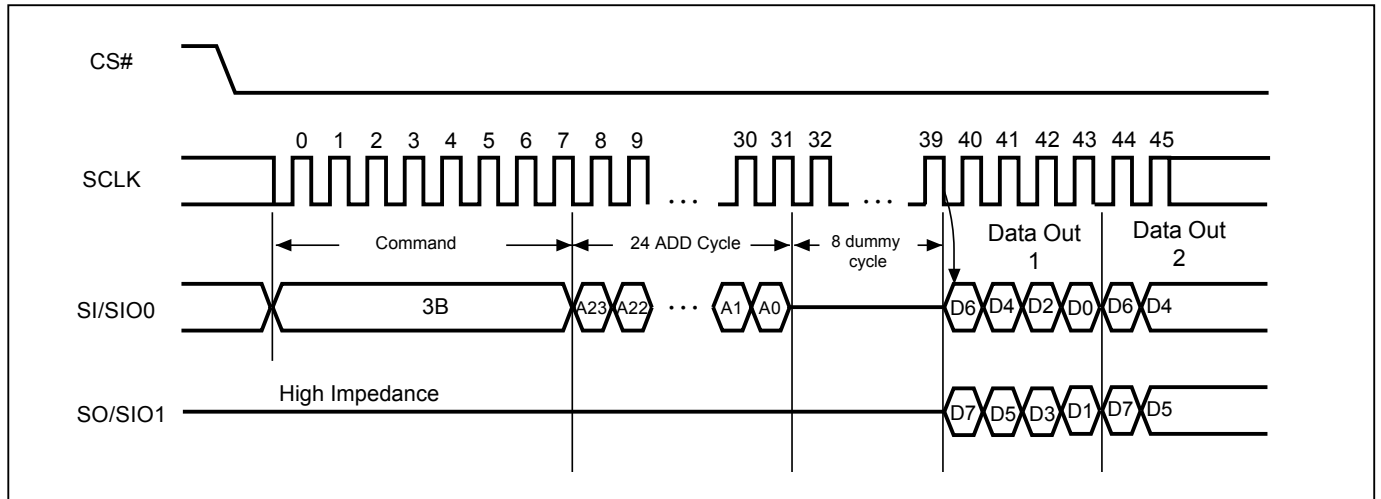 CS#
0 1 2 3 4 5 6 7 8 9 30 31 32 39 40 41 42 43 44 45
SCLK
... ...
Command 24 ADD Cycle 8 dummy cycle Data Out 1 Data Out 2
SI/SIO0 3B A23 A22 ... A1 A0 D6 D4 D2 D0 D6 D4
High Impedance
SO/SIO1 D7 D5 D3 D1 D7 D5